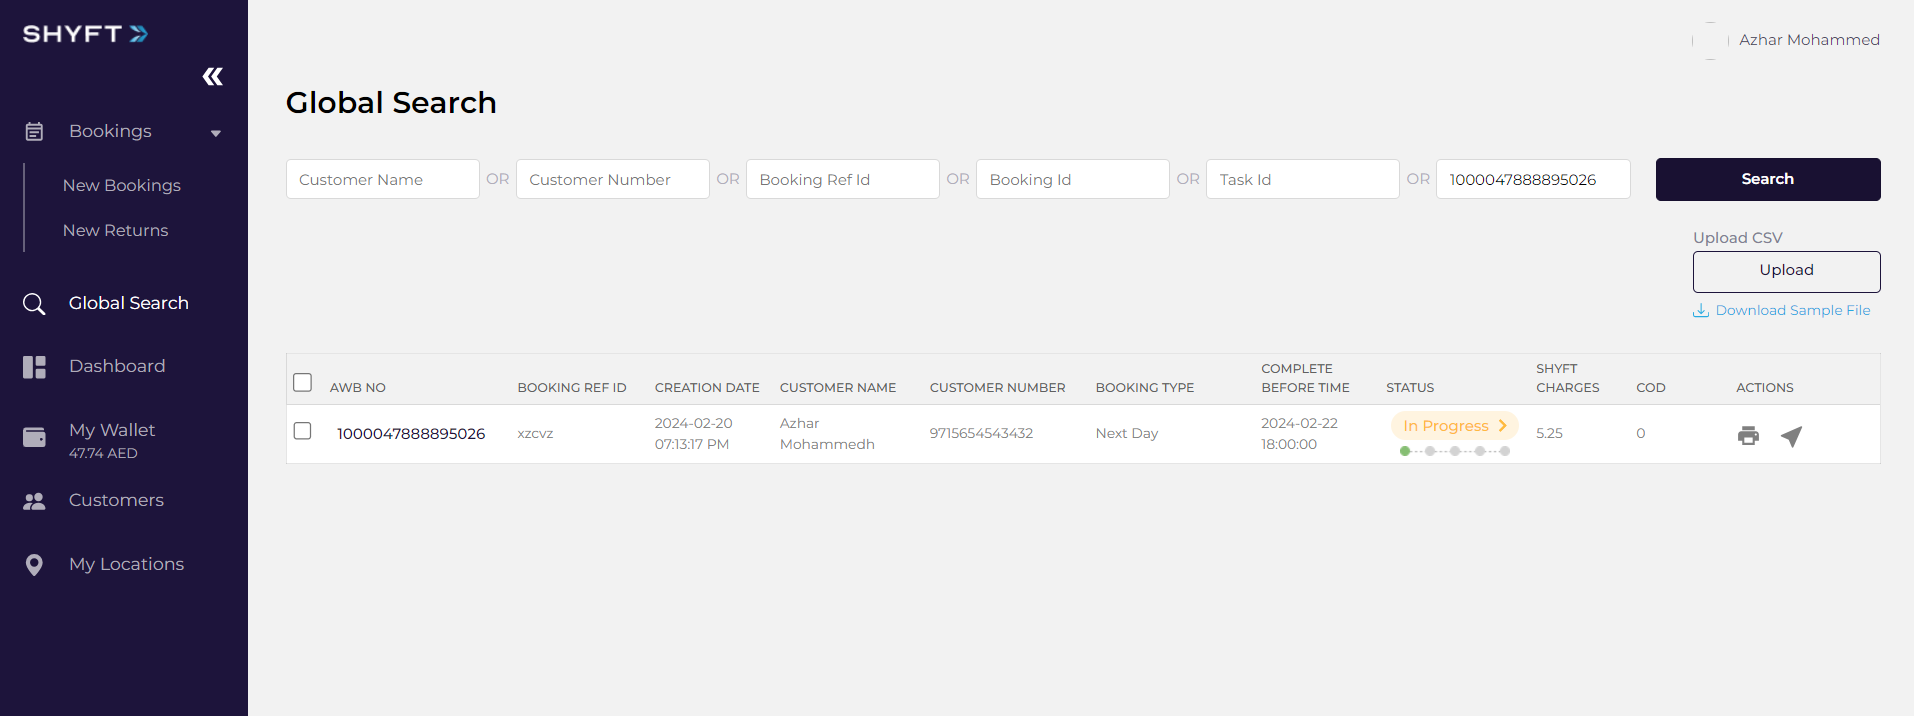 SHYFT
Azhar Mohammed
Global Search
Bookings
New Bookings
New Returns
Global Search
Dashboard
My Wallet
47.74 AED
Customers
My Locations
Customer Name OR Customer Number OR Booking Ref Id OR Booking Id OR Task Id OR 1000047888895026 Search
Upload CSV
Upload
Download Sample File
AWB NO BOOKING REF ID CREATION DATE CUSTOMER NAME CUSTOMER NUMBER BOOKING TYPE COMPLETE BEFORE TIME STATUS SHYFT CHARGES COD ACTIONS
1000047888895026 xzcvz 2024-02-20 07:13:17 PM Azhar Mohammedh 9715654543432 Next Day 2024-02-22 18:00:00 In Progress 5.25 0